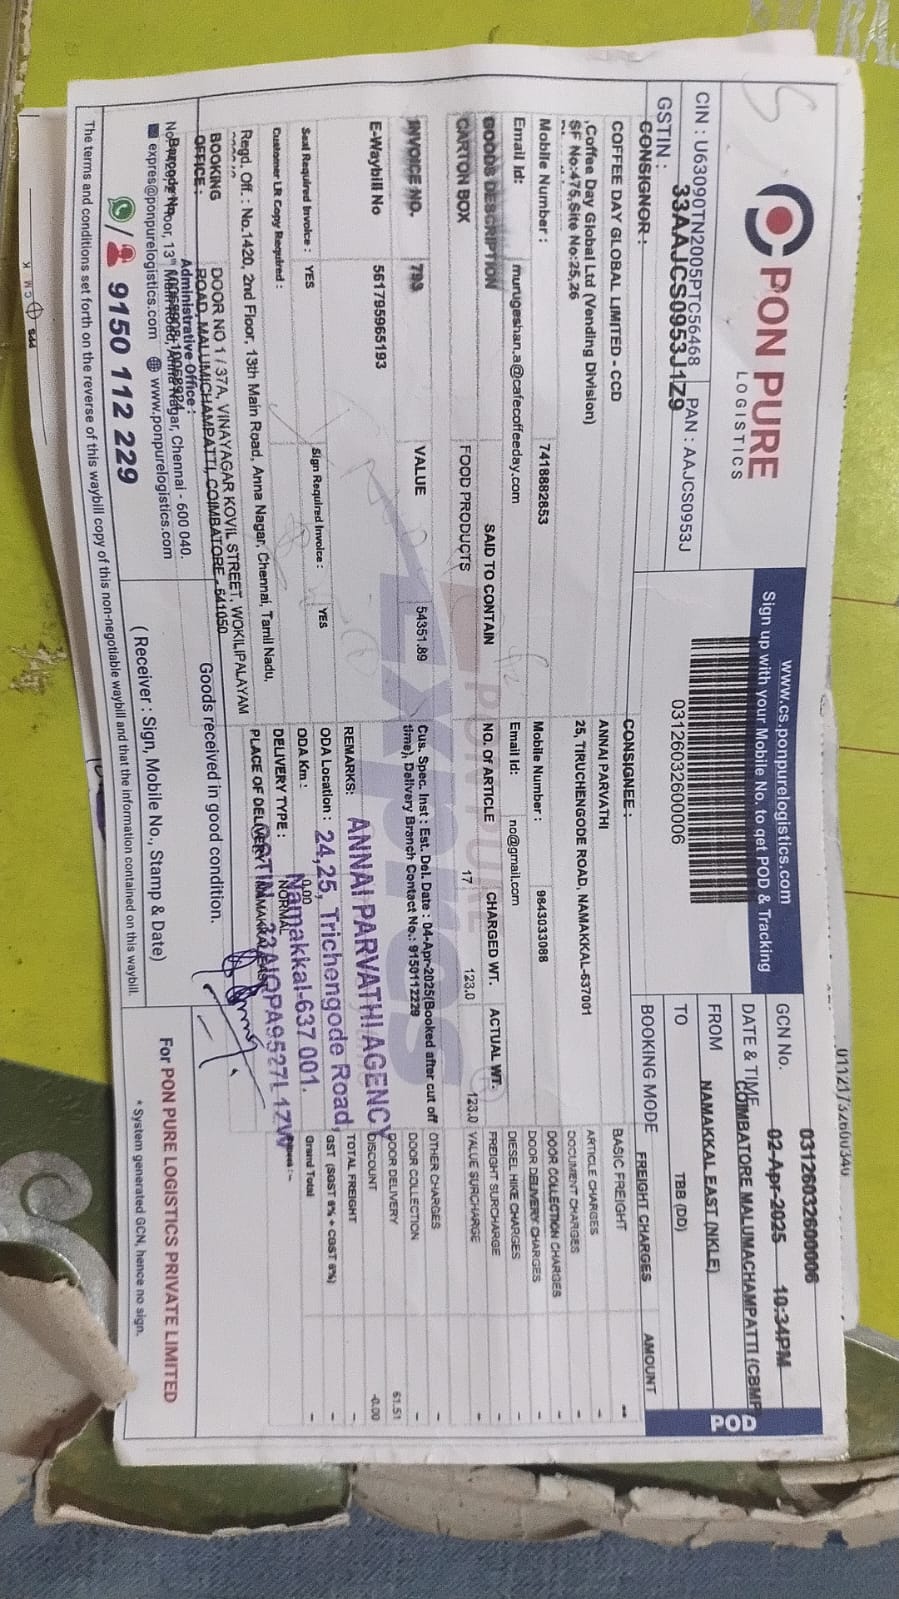 PON PURE
LOGISTICS
CIN : U63090TN2005PTC56468
PAN : AAJCS0953J
GSTIN :
33AAJCS0953J1Z9
www.cs.ponpurelogistics.com
Sign up with your Mobile No. to get POD & Tracking
03126032600006
GCN No.
03126032600006
DATE & TIME
02-Apr-2025
10:34PM
FROM
COIMBATORE MALUMACHAMPATTI (CBMP
TO
NAMAKKAL EAST (NKLE)
BOOKING MODE
TBB (DD)
POD
CONSIGNOR :
COFFEE DAY GLOBAL LIMITED - CCD
,Coffee Day Global Ltd (Vending Division)
SF No:475,Site No:25,26
Mobile Number :
7418882853
Email Id:
murugeshan.a@cafecoffeeday.com
CONSIGNEE :
ANNAI PARVATHI
25, TIRUCHENGODE ROAD, NAMAKKAL-637001
Mobile Number :
9843033088
Email Id:
no@gmail.com
GOODS DESCRIPTION
SAID TO CONTAIN
NO. Of ARTICLE
CHARGED WT.
ACTUAL WT.
CARTON BOX
FOOD PRODUCTS
17
123.0
123.0
INVOICE NO.
793
VALUE
54351.89
E-Waybill No
561795965193
Cus. Spec. Inst : Est. Del. Date : 04-Apr-2025(Booked after cut off
time), Delivery Branch Contact No.: 9150112229
Seal Required Invoice :
YES
Sign Required Invoice :
YES
Customer LR Copy Required :
REMARKS:
ODA Location :
ODA Km :
0.00
DELIVERY TYPE :
NORMAL
PLACE OF DELIVERY
ANNAI PARVATHI AGENCY
24,25, Trichengode Road,
Namakkal-637 001.
GSTIN 33AIQPA9527L1ZW
FREIGHT CHARGES
AMOUNT
BASIC FREIGHT
--
ARTICLE CHARGES
-
DOCUMENT CHARGES
-
DOOR COLLECTION CHARGES
-
DOOR DELIVERY CHARGES
-
DIESEL HIKE CHARGES
-
FREIGHT SURCHARGE
-
VALUE SURCHARGE
-
OTHER CHARGES
-
DOOR COLLECTION
-
DOOR DELIVERY
61.51
DISCOUNT
-0.00
TOTAL FREIGHT
-
GST (SGST 6% + CGST 6%)
-
Grand Total
-
PON PURE
Expres
Regd. Off. : No.1420, 2nd Floor, 13th Main Road, Anna Nagar, Chennai, Tamil Nadu,
BOOKING
OFFICE :
DOOR NO 1 / 37A, VINAYAGAR KOVIL STREET, WOKILIPALAYAM
ROAD, MALUMICHAMPATTI, COIMBATORE - 641050
Administrative Office :
Barcode No
Nagar, Chennai - 600 040.
expres@ponpurelogistics.com
www.ponpurelogistics.com
9150 112 229
Goods received in good condition.
( Receiver : Sign, Mobile No., Stamp & Date)
For PON PURE LOGISTICS PRIVATE LIMITED
* System generated GCN, hence no sign.
The terms and conditions set forth on the reverse of this waybill copy of this non-negotiable waybill and that the information contained on this waybill.